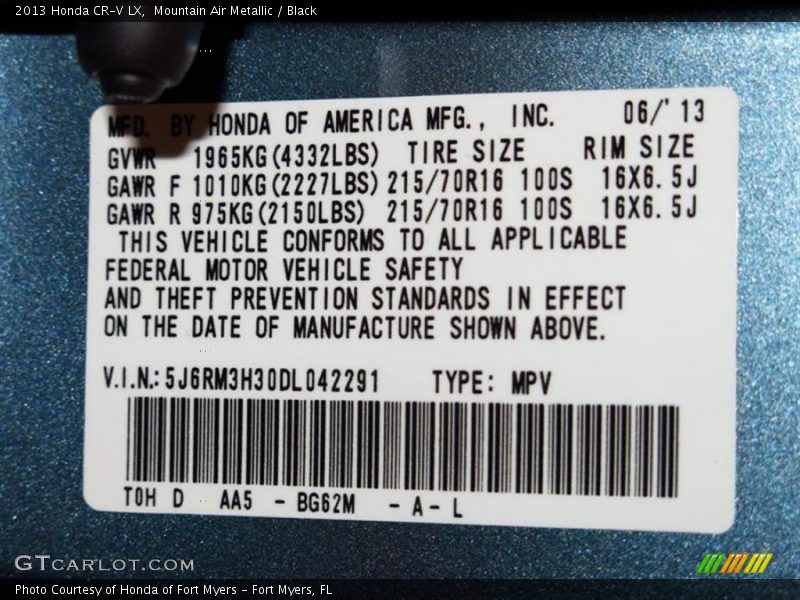 2013 Honda CR-V LX, Mountain Air Metallic / Black
MFD. BY HONDA OF AMERICA MFG., INC. 06/'13
GVWR 1965KG(4332LBS) TIRE SIZE RIM SIZE
GAWR F 1010KG(2227LBS) 215/70R16 100S 16X6.5J
GAWR R 975KG(2150LBS) 215/70R16 100S 16X6.5J
THIS VEHICLE CONFORMS TO ALL APPLICABLE
FEDERAL MOTOR VEHICLE SAFETY
AND THEFT PREVENTION STANDARDS IN EFFECT
ON THE DATE OF MANUFACTURE SHOWN ABOVE.
V.I.N.: 5J6RM3H30DL042291 TYPE: MPV
TOH D AA5 - BG62M - A - L
GTCARLOT.COM
Photo Courtesy of Honda of Fort Myers - Fort Myers, FL